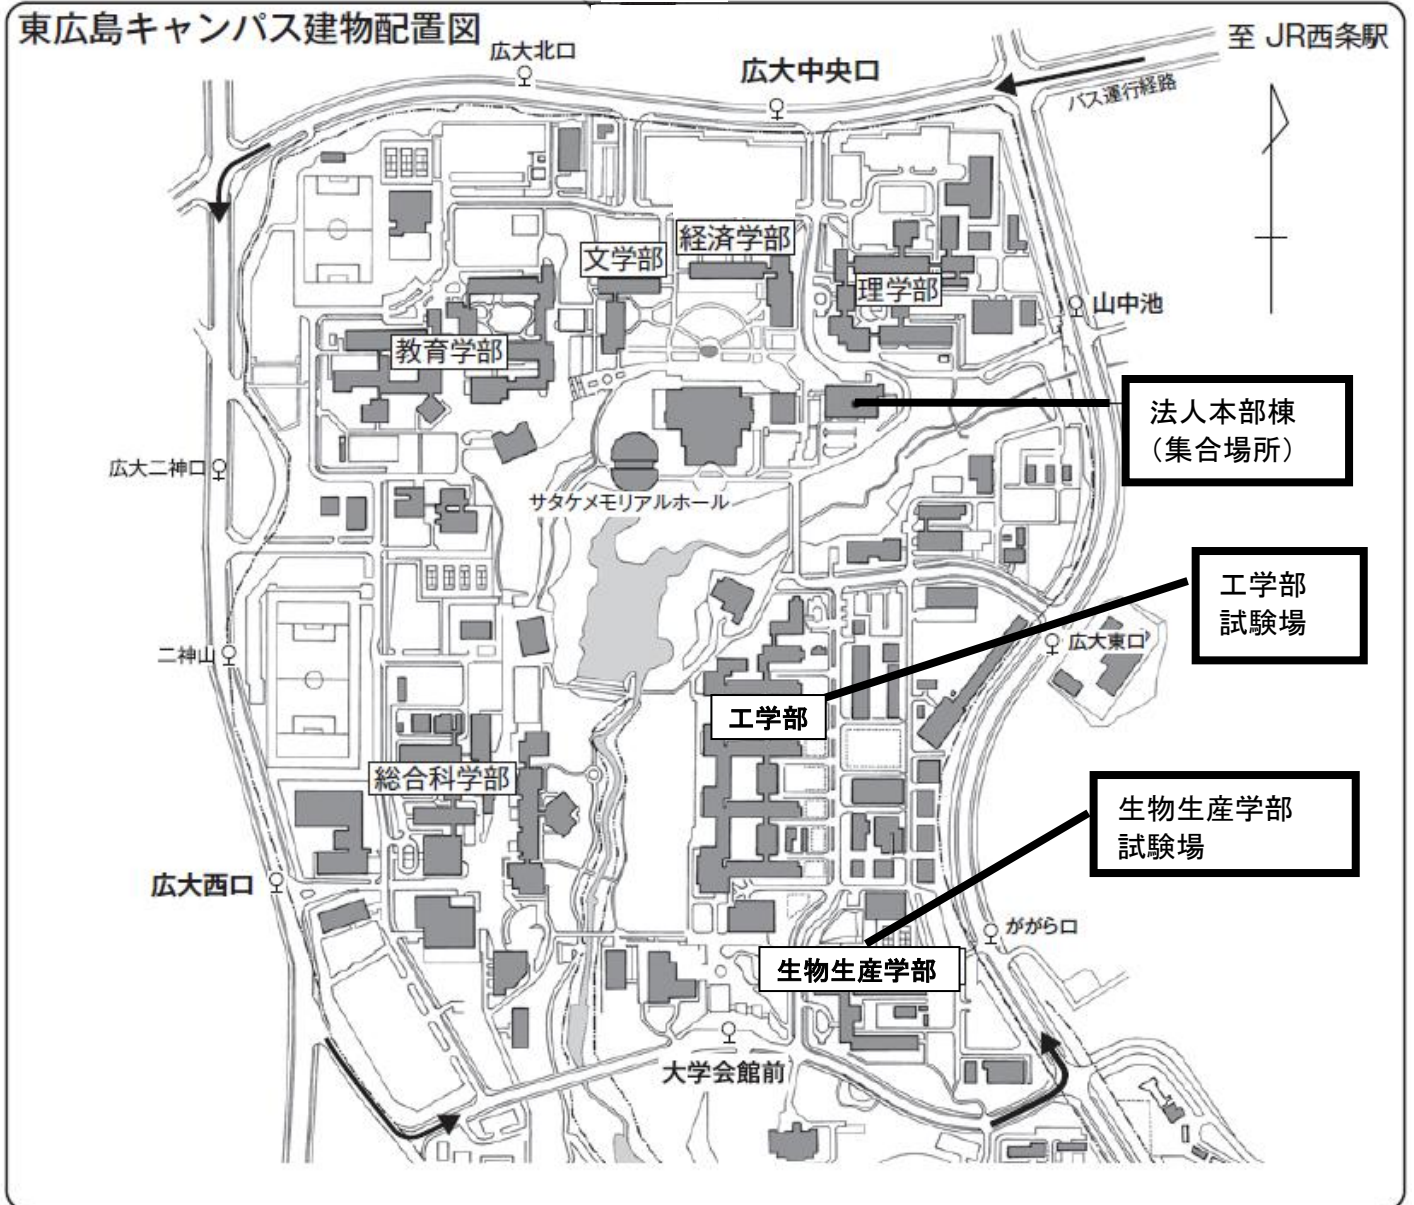 東広島キャンパス建物配置図
至 JR西条駅
広大北口
広大中央口
バス運行経路
経済学部
文学部
理学部
山中池
教育学部
法人本部棟
（集合場所）
広大二神口
サタケメモリアルホール
工学部
試験場
二神山
広大東口
工学部
総合科学部
生物生産学部
試験場
広大西口
ががら口
生物生産学部
大学会館前